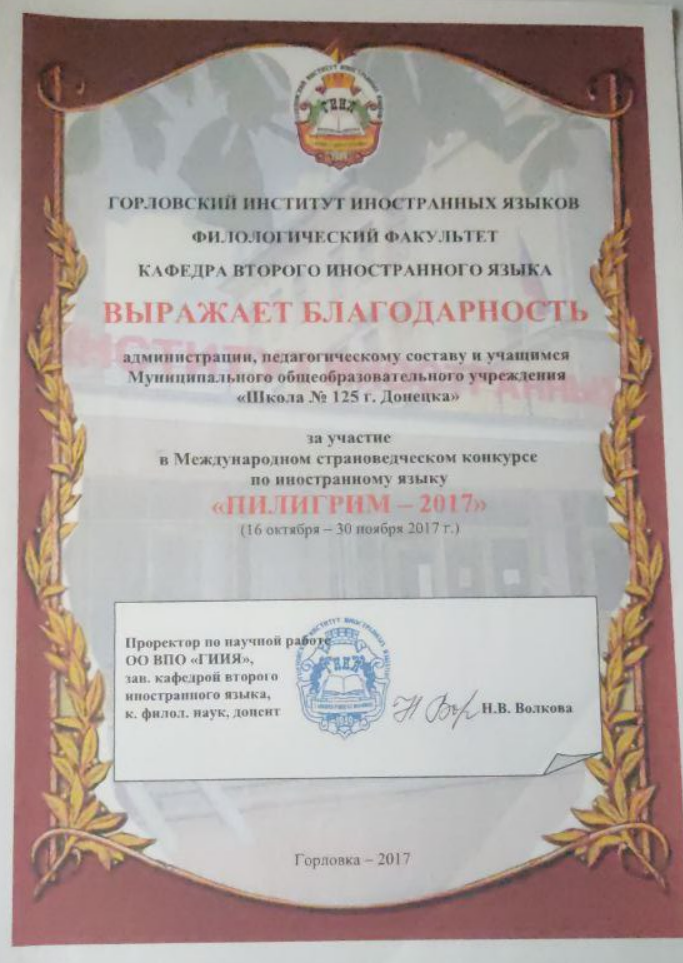 ГИИЯ
ГОРЛОВСКИЙ ИНСТИТУТ ИНОСТРАННЫХ ЯЗЫКОВ
ФИЛОЛОГИЧЕСКИЙ ФАКУЛЬТЕТ
КАФЕДРА ВТОРОГО ИНОСТРАННОГО ЯЗЫКА
ВЫРАЖАЕТ БЛАГОДАРНОСТЬ
администрации, педагогическому составу и учащимся
Муниципального общеобразовательного учреждения
«Школа № 125 г. Донецка»
за участие
в Международном страноведческом конкурсе
по иностранному языку
«ПИЛИГРИМ – 2017»
(16 октября – 30 ноября 2017 г.)
Проректор по научной работе
ОО ВПО «ГИИЯ»,
зав. кафедрой второго
иностранного языка,
к. филол. наук, доцент
ГИИЯ
Н.В. Волкова
Горловка – 2017